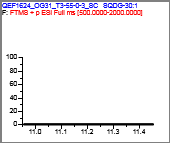 QEF1624_OG31_T3-55-0-3_SC SQDG-30:1
F: FTMS + p ESI Full ms [500.0000-2000.0000]
100
80
60
40
20
0
11.0 11.1 11.2 11.3 11.4